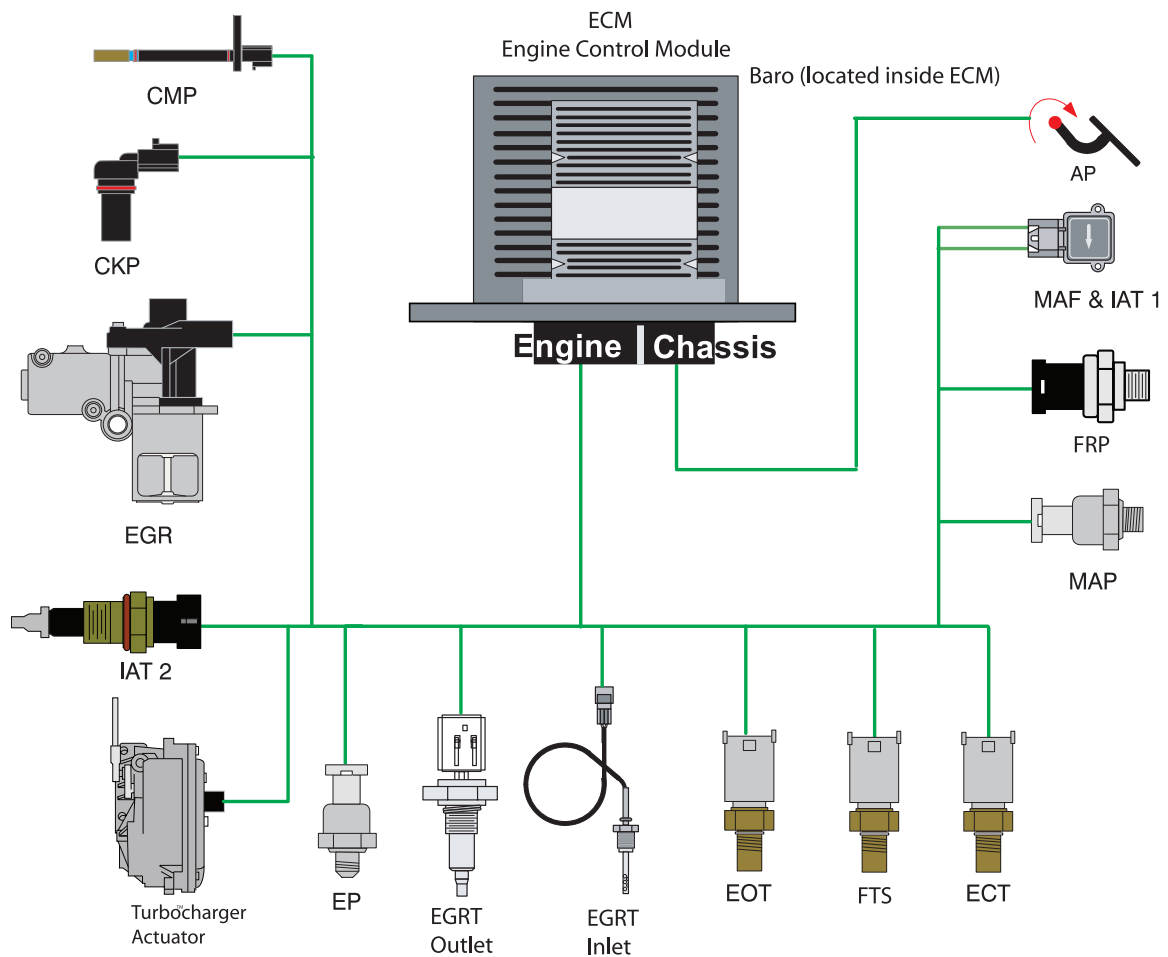 ECM
Engine Control Module
Baro (located inside ECM)
CMP
AP
CKP
MAF & IAT 1
Engine Chassis
FRP
EGR
MAP
IAT 2
Turbo™charger
Actuator
EP
EGRT
Outlet
EGRT
Inlet
EOT
FTS
ECT